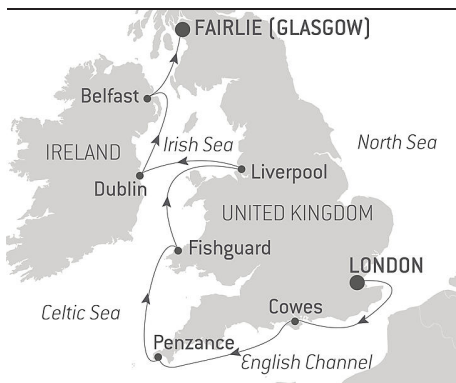 FAIRLIE (GLASGOW)
Belfast
Irish Sea
North Sea
IRELAND
Dublin
Liverpool
UNITED KINGDOM
Fishguard
LONDON
Celtic Sea
Cowes
Penzance
English Channel